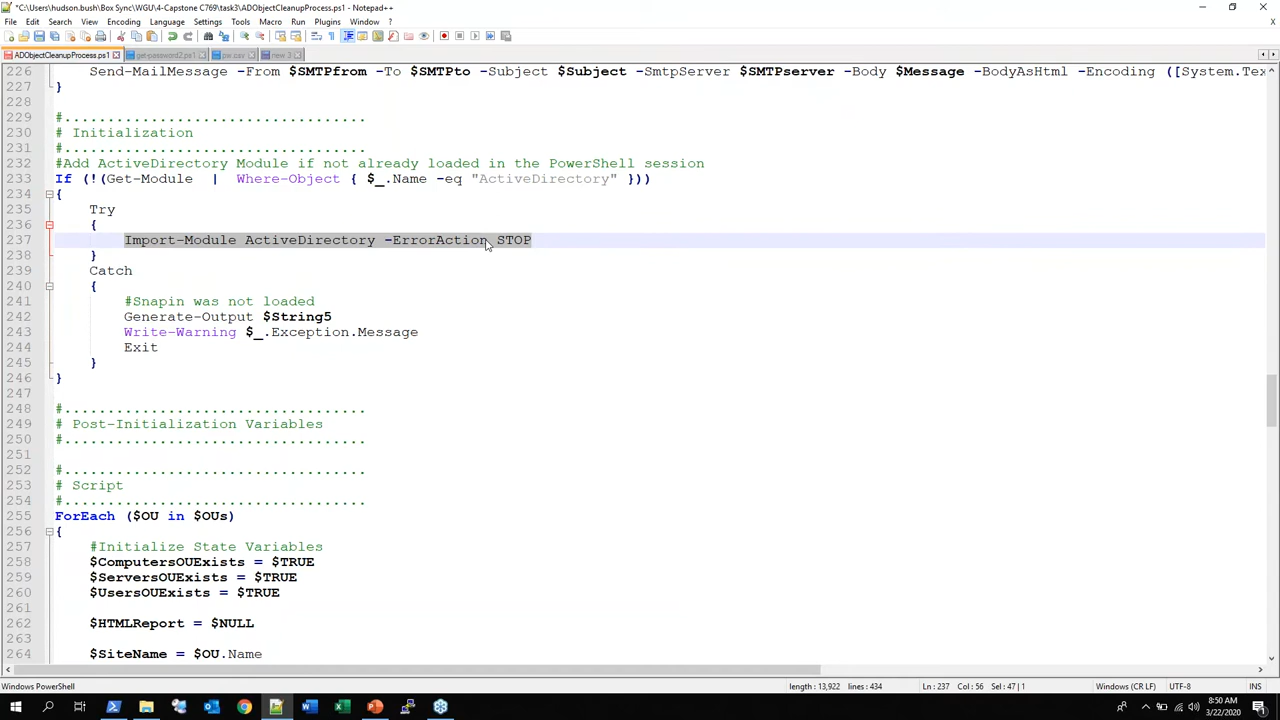 *C:\Users\hudson.bush\Box Sync\WGU\4-Capstone C769\task3\ADObjectCleanupProcess.ps1 - Notepad++
File Edit Search View Encoding Language Settings Tools Macro Run Plugins Window ? X
ADObjectCleanupProcess.ps1 get-password2.ps1 pw.sav new 3
226 Send-MailMessage -From $SMTPfrom -To $SMTPto -Subject $Subject -SmtpServer $SMTPserver -Body $Message -BodyAsHtml -Encoding ([System.Tex
227 }
228
229 #..................................
230 # Initialization
231 #..................................
232 #Add ActiveDirectory Module if not already loaded in the PowerShell session
233 If (!(Get-Module | Where-Object { $_.Name -eq "ActiveDirectory" }))
234 {
235 Try
236 {
237 Import-Module ActiveDirectory -ErrorAction STOP
238 }
239 Catch
240 {
241 #Snapin was not loaded
242 Generate-Output $String5
243 Write-Warning $_.Exception.Message
244 Exit
245 }
246 }
247
248 #..................................
249 # Post-Initialization Variables
250 #..................................
251
252 #..................................
253 # Script
254 #..................................
255 ForEach ($OU in $OUs)
256 {
257 #Initialize State Variables
258 $ComputersOUExists = $TRUE
259 $ServersOUExists = $TRUE
260 $UsersOUExists = $TRUE
261
262 $HTMLReport = $NULL
263
264 $SiteName = $OU.Name
Windows PowerShell length : 13,922 lines : 434 Ln : 237 Col : 56 Sel : 47 | 1 Windows (CR LF) UTF-8 INS
8:50 AM
3/22/2020